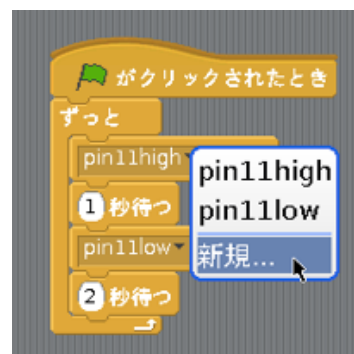 がクリックされたとき
ずっと
pin11high
1 秒待つ
pin11low
2 秒待つ
pin11high
pin11low
新規...